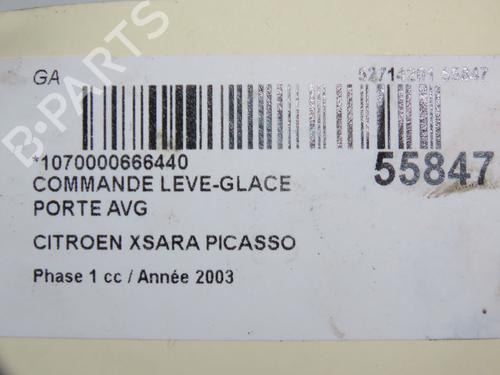 GA
*1070000666440
55847
COMMANDE LEVE-GLACE
PORTE AVG
CITROEN XSARA PICASSO
Phase 1 cc / Année 2003
B-PARTS